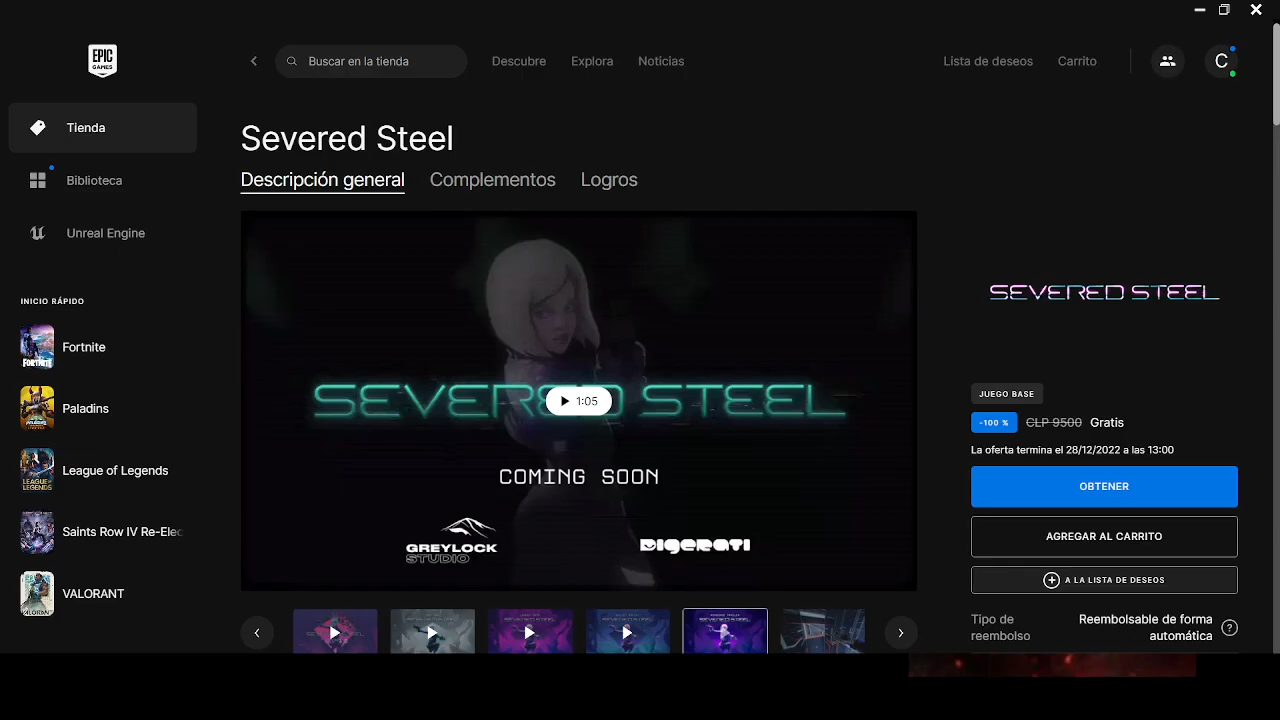 EPIC
GAMES
Buscar en la tienda
Descubre
Explora
Noticias
Lista de deseos
Carrito
C
Tienda
Biblioteca
Unreal Engine
INICIO RÁPIDO
Fortnite
Paladins
League of Legends
Saints Row IV Re-Elec
VALORANT
Severed Steel
Descripción general
Complementos
Logros
SEVERED STEEL
1:05
COMING SOON
GREYLOCK
STUDIO
DIGERATI
SEVERED STEEL
JUEGO BASE
-100 %
CLP 9500
Gratis
La oferta termina el 28/12/2022 a las 13:00
OBTENER
AGREGAR AL CARRITO
A LA LISTA DE DESEOS
Tipo de
reembolso
Reembolsable de forma
automática
?